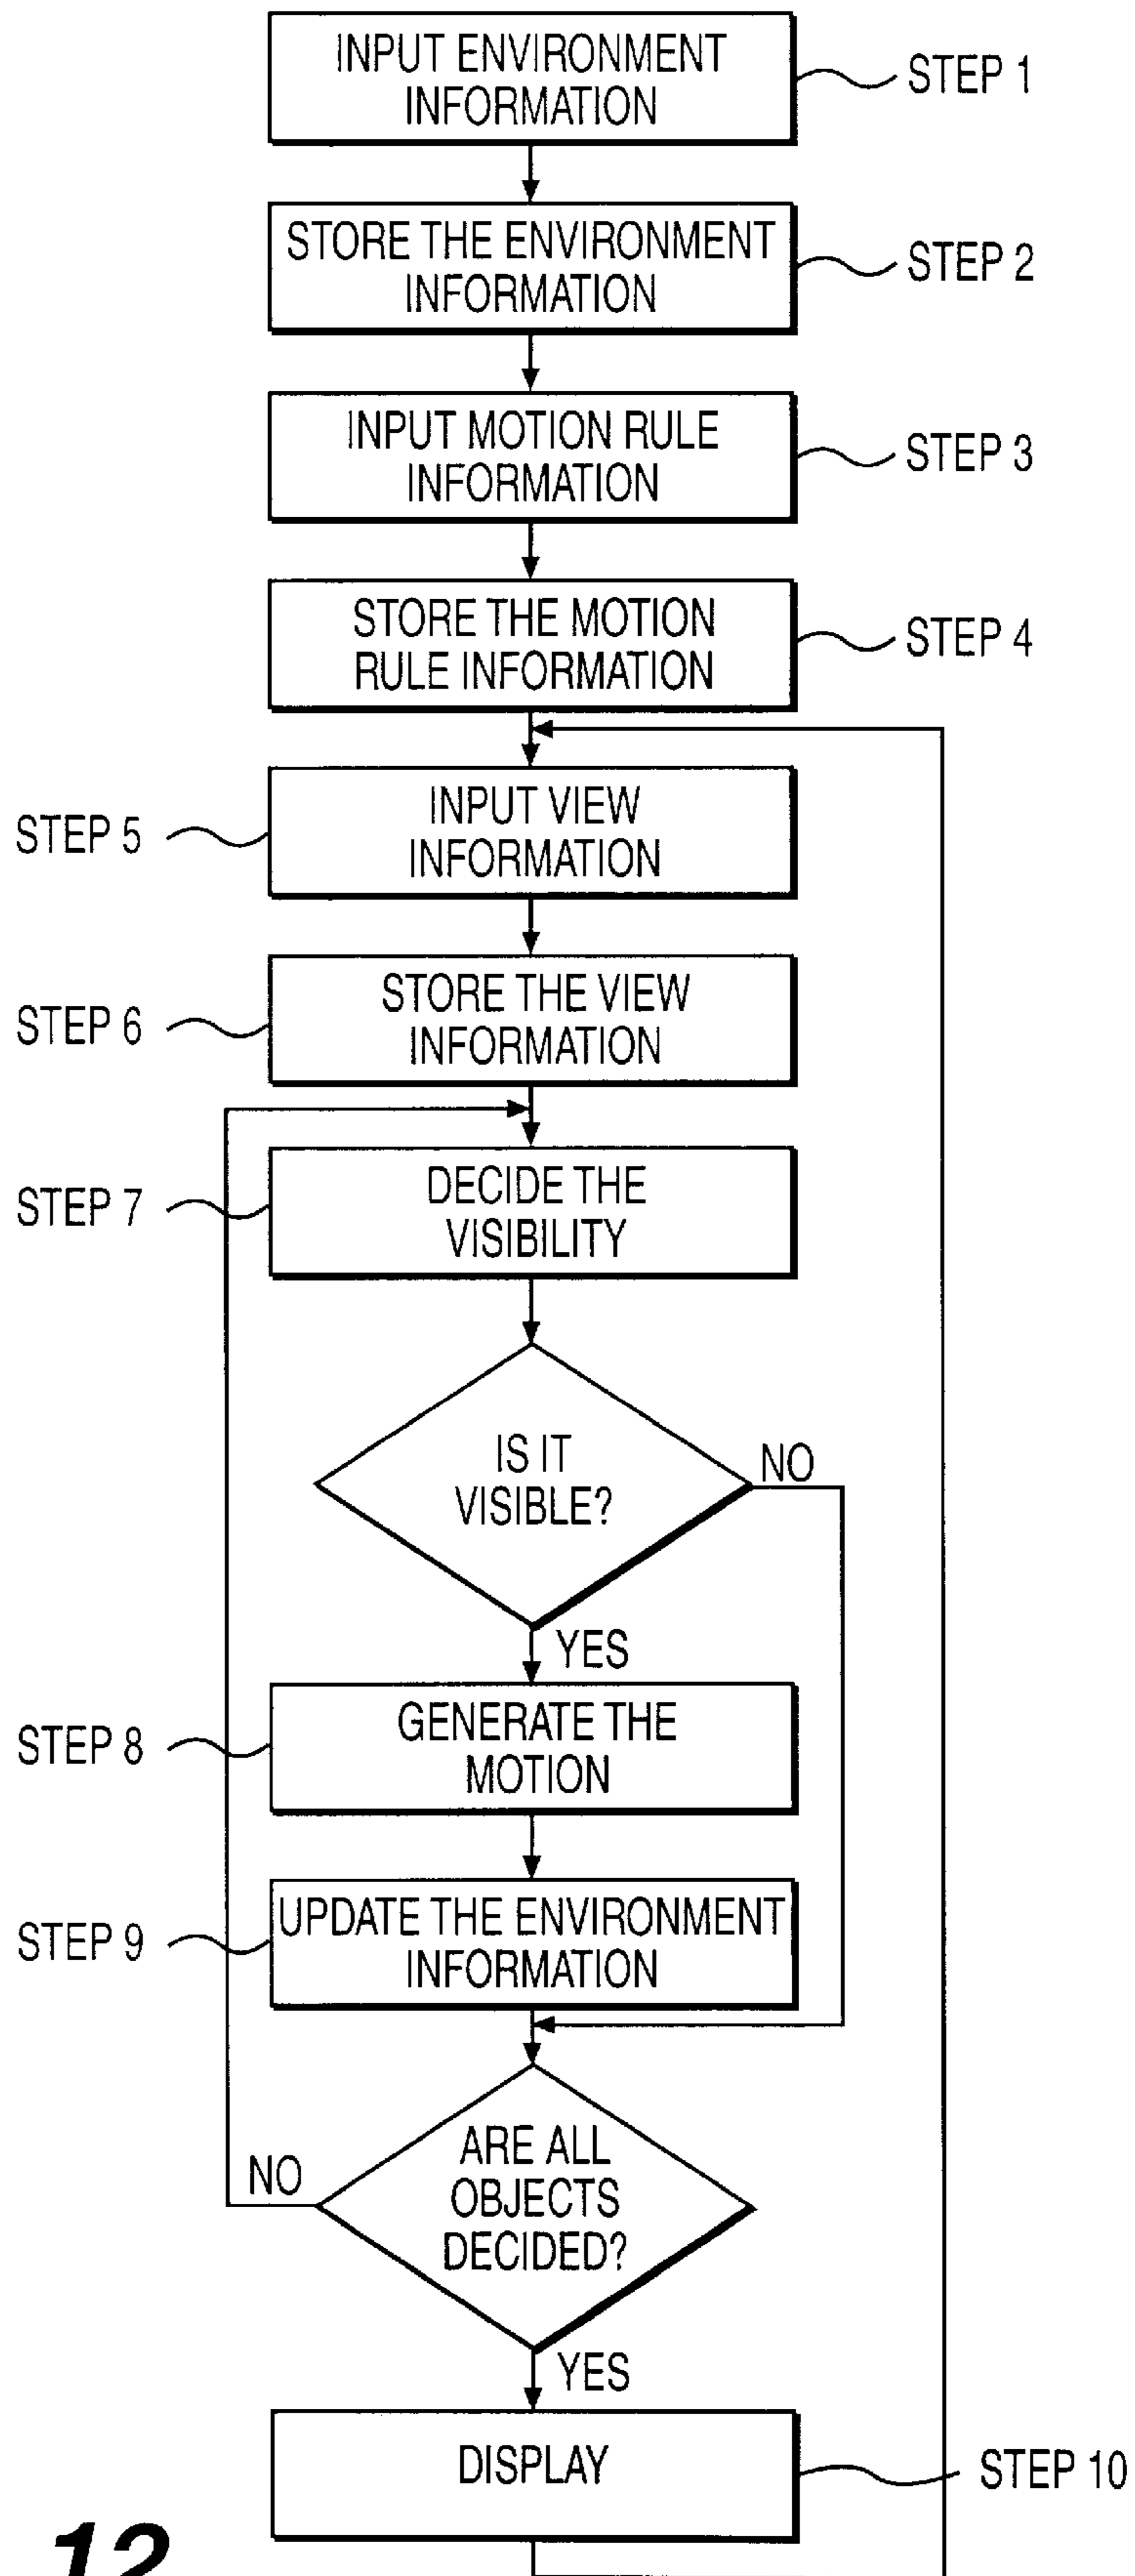 INPUT ENVIRONMENT
INFORMATION
STEP 1
STORE THE ENVIRONMENT
INFORMATION
STEP 2
INPUT MOTION RULE
INFORMATION
STEP 3
STORE THE MOTION
RULE INFORMATION
STEP 4
INPUT VIEW
INFORMATION
STEP 5
STORE THE VIEW
INFORMATION
STEP 6
DECIDE THE
VISIBILITY
STEP 7
IS IT
VISIBLE?
NO
YES
GENERATE THE
MOTION
STEP 8
UPDATE THE ENVIRONMENT
INFORMATION
STEP 9
ARE ALL
OBJECTS
DECIDED?
NO
YES
DISPLAY
STEP 10
12